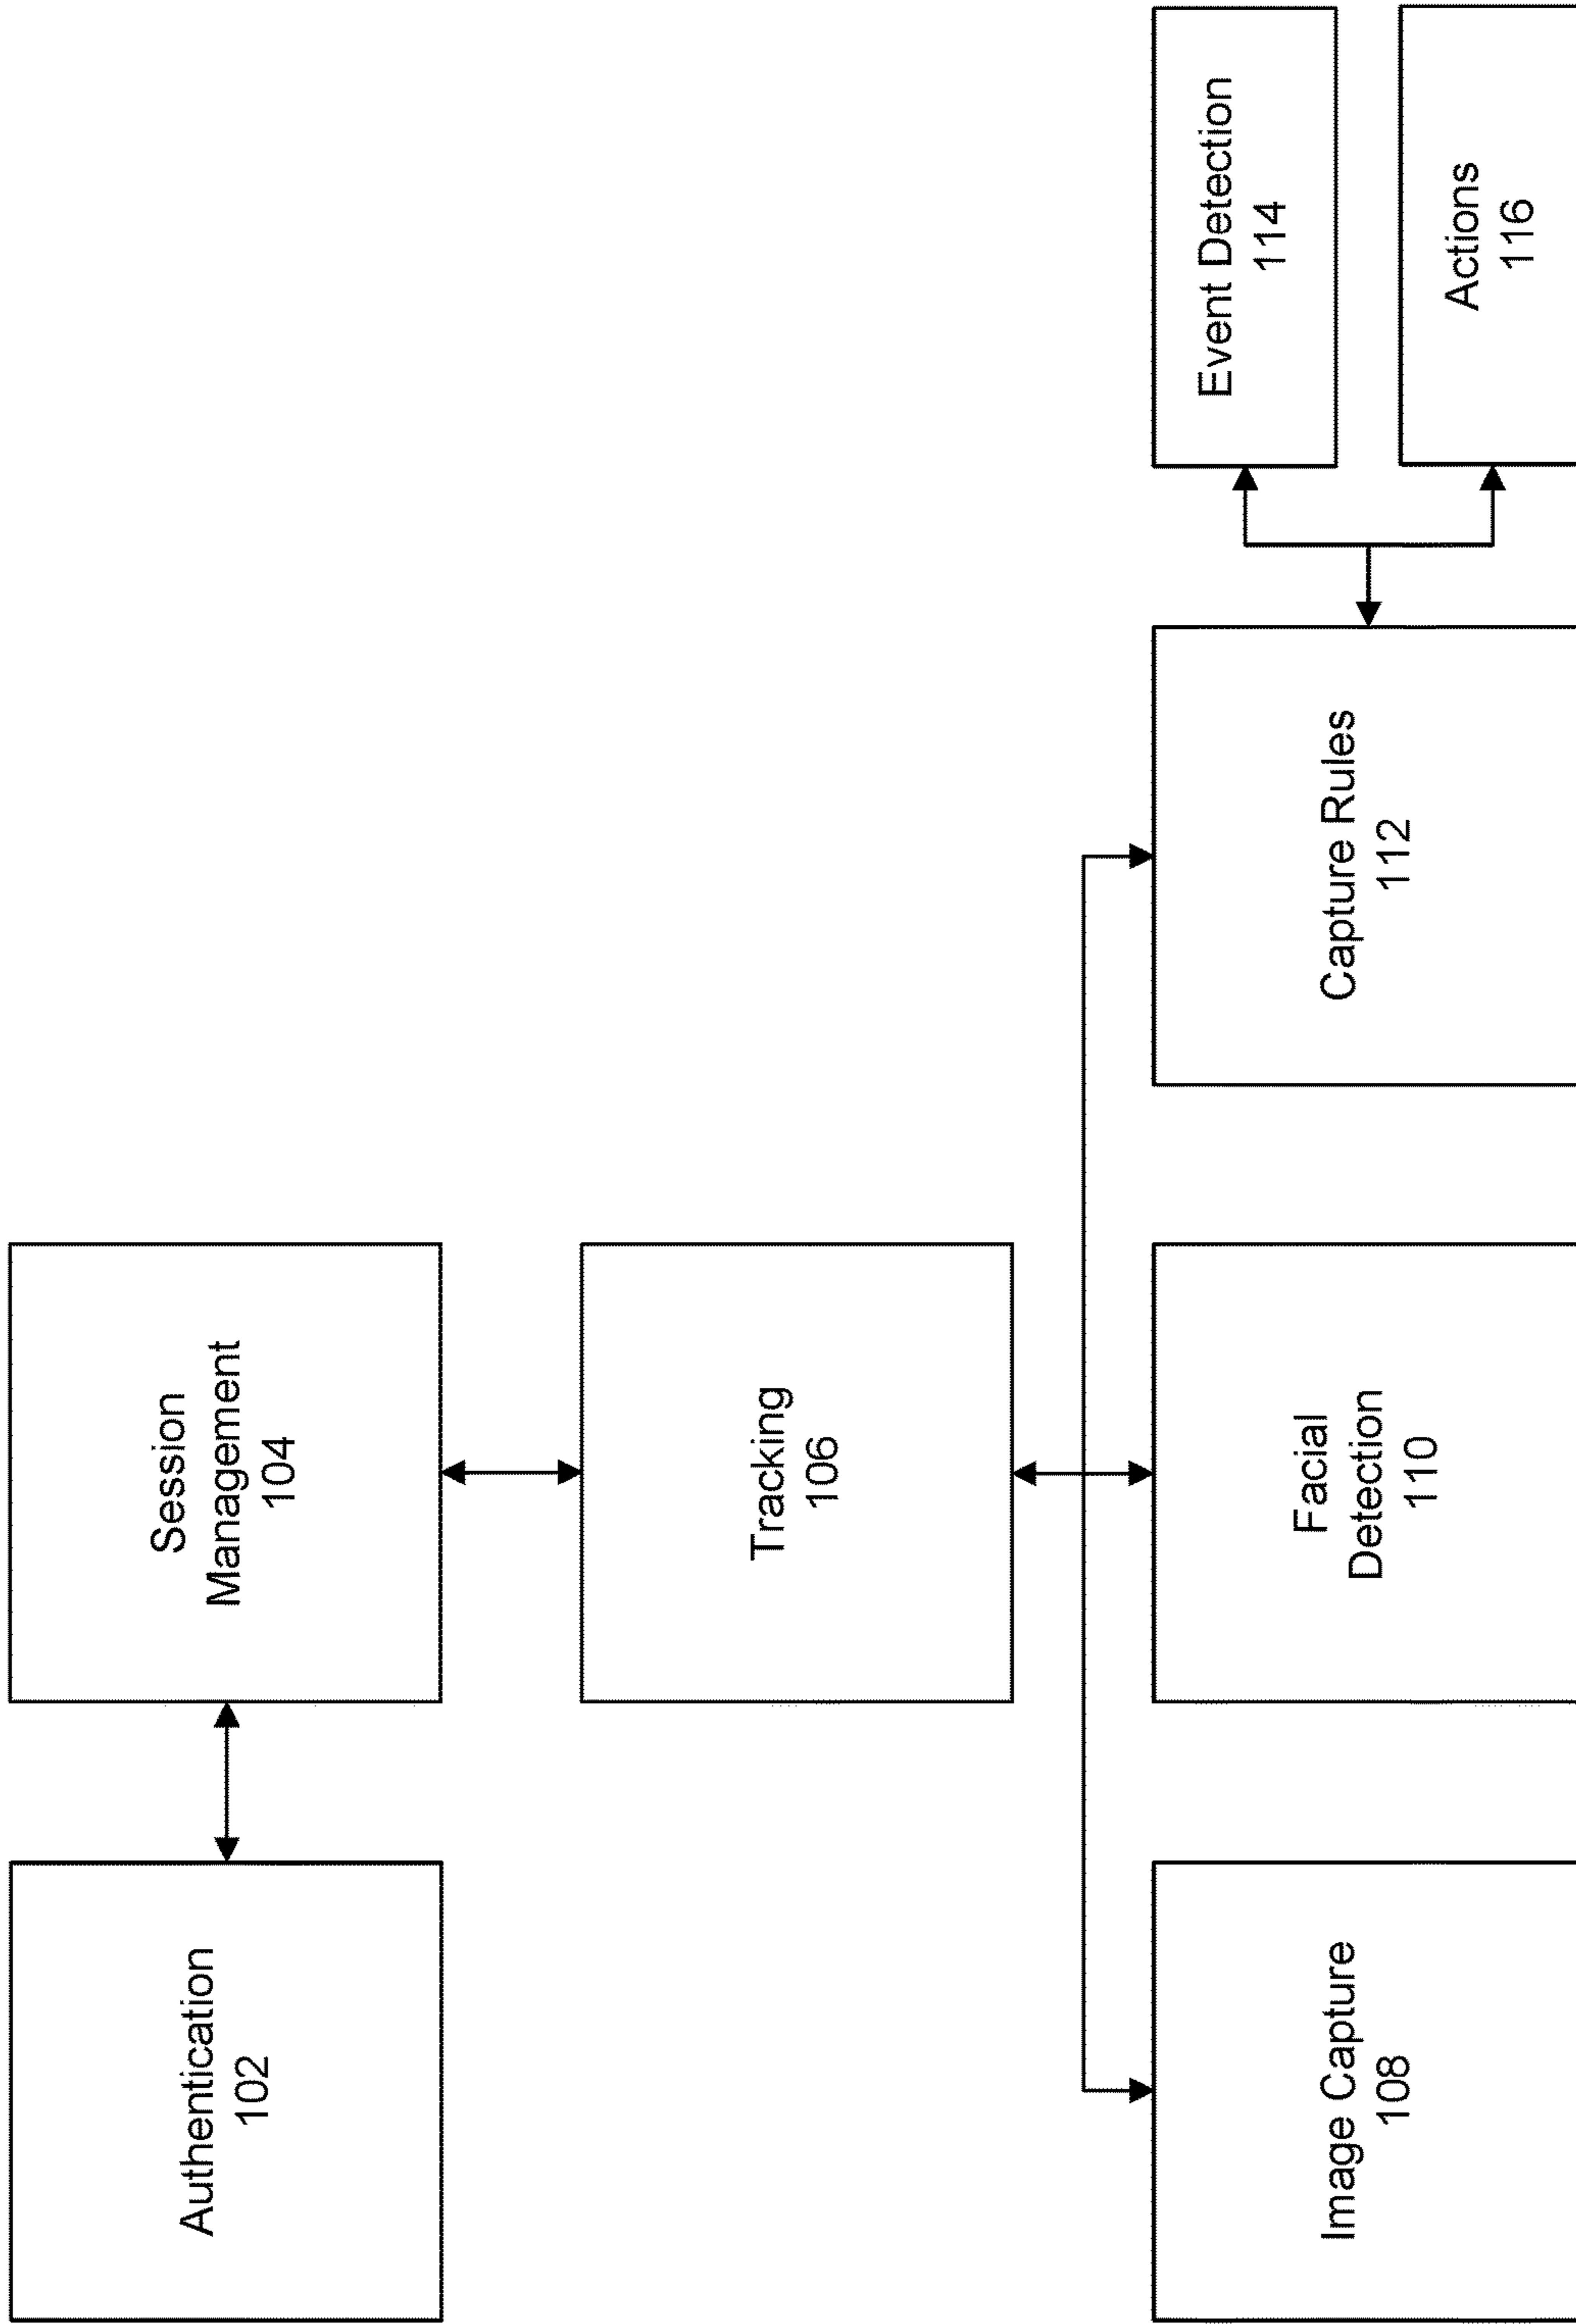 Authentication
102
Session
Management
104
Tracking
106
Image Capture
108
Facial
Detection
110
Capture Rules
112
Event Detection
114
Actions
116